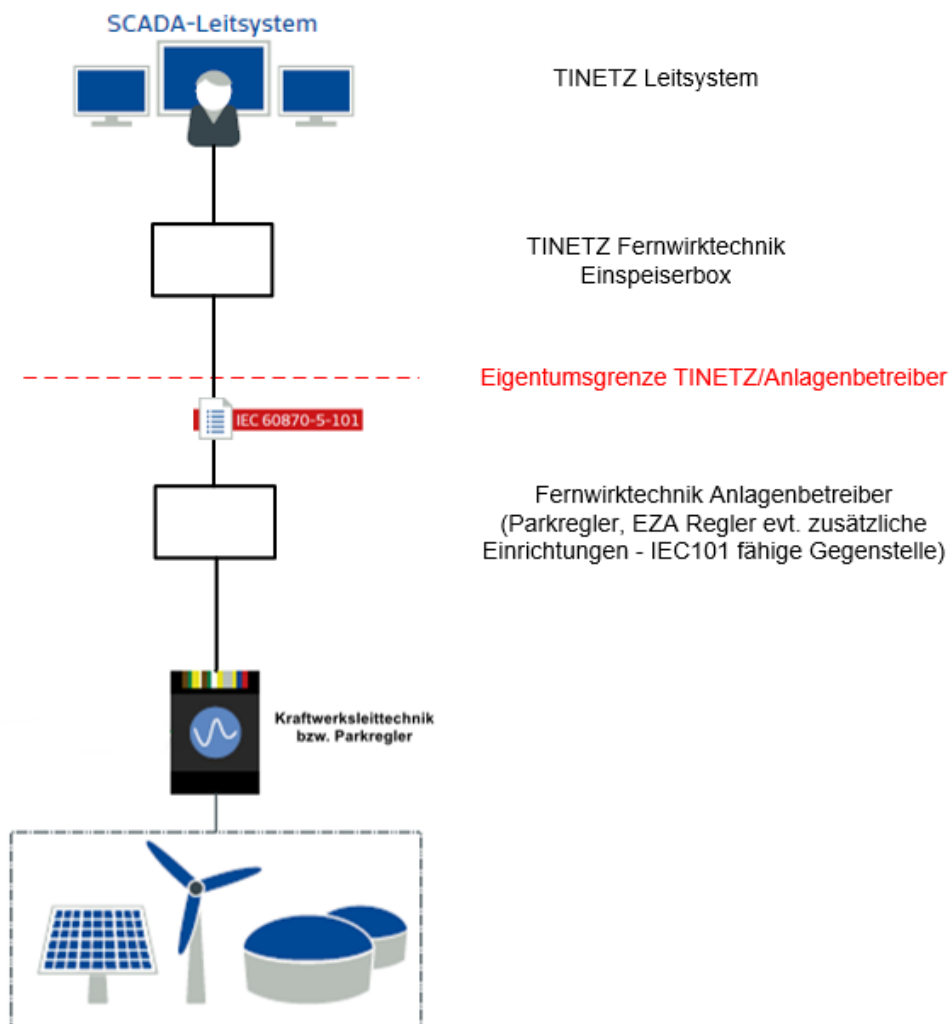 SCADA-Leitsystem
TINETZ Leitsystem
TINETZ Fernwirktechnik
Einspeiserbox
Eigentumsgrenze TINETZ/Anlagenbetreiber
IEC 60870-5-101
Fernwirktechnik Anlagenbetreiber
(Parkregler, EZA Regler evt. zusätzliche
Einrichtungen - IEC101 fähige Gegenstelle)
Kraftwerksleittechnik
bzw. Parkregler